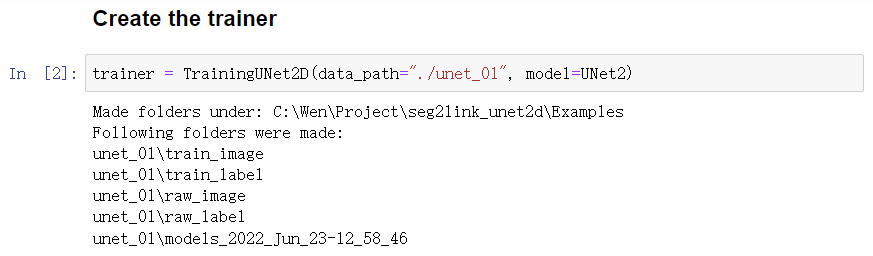 Create the trainer
In [2]: trainer = TrainingUNet2D(data_path="./unet_01", model=UNet2)
Made folders under: C:\Wen\Project\seg2link_unet2d\Examples
Following folders were made:
unet_01\train_image
unet_01\train_label
unet_01\raw_image
unet_01\raw_label
unet_01\models_2022_Jun_23-12_58_46